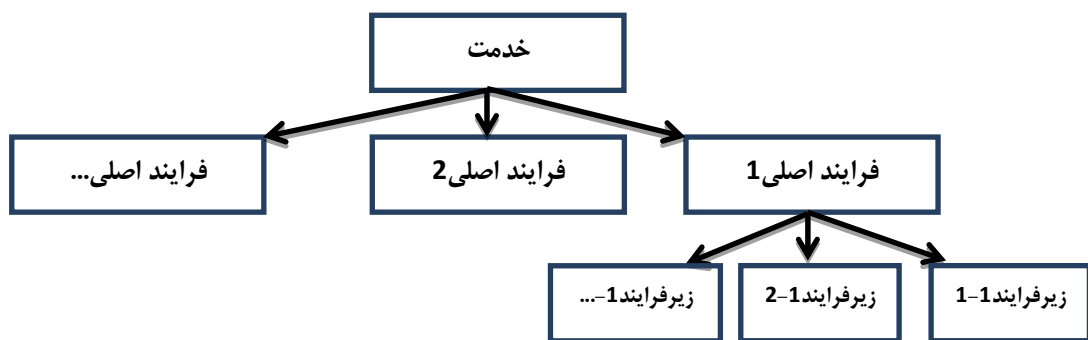 خدمت
فرایند اصلی1
فرایند اصلی2
فرایند اصلی...
زیرفرایند1-1
زیرفرایند1-2
زیرفرایند1-...